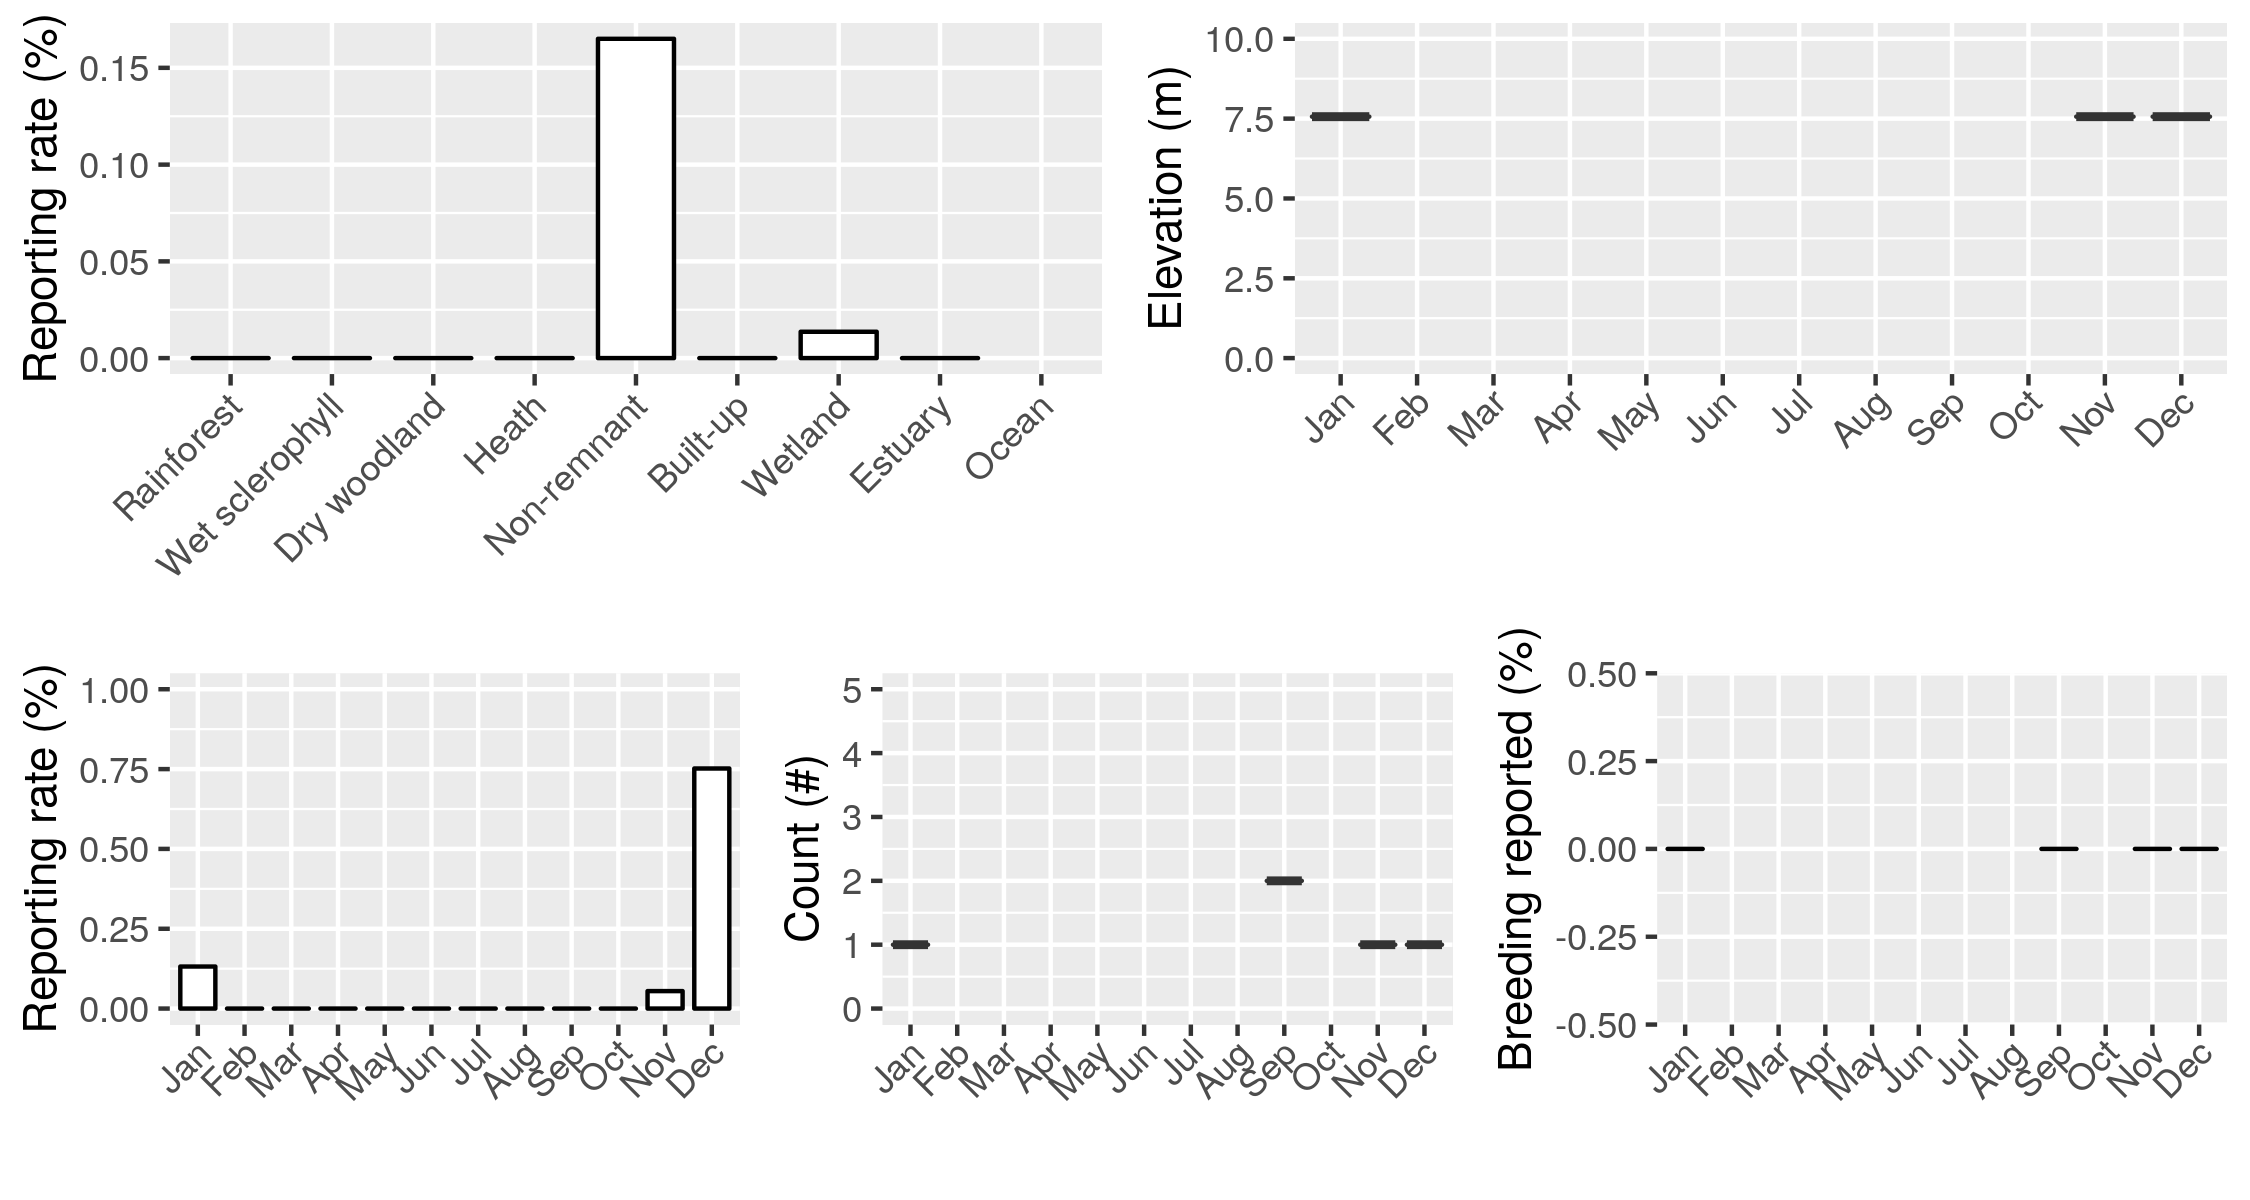 Reporting rate (%)
0.15
0.10
0.05
0.00
Rainforest
Wet sclerophyll
Dry woodland
Heath
Non-remnant
Built-up
Wetland
Estuary
Ocean
Elevation (m)
10.0
7.5
5.0
2.5
0.0
Jan
Feb
Mar
Apr
May
Jun
Jul
Aug
Sep
Oct
Nov
Dec
Reporting rate (%)
1.00
0.75
0.50
0.25
0.00
Jan
Feb
Mar
Apr
May
Jun
Jul
Aug
Sep
Oct
Nov
Dec
Count (#)
5
4
3
2
1
0
Jan
Feb
Mar
Apr
May
Jun
Jul
Aug
Sep
Oct
Nov
Dec
Breeding reported (%)
0.50
0.25
0.00
-0.25
-0.50
Jan
Feb
Mar
Apr
May
Jun
Jul
Aug
Sep
Oct
Nov
Dec